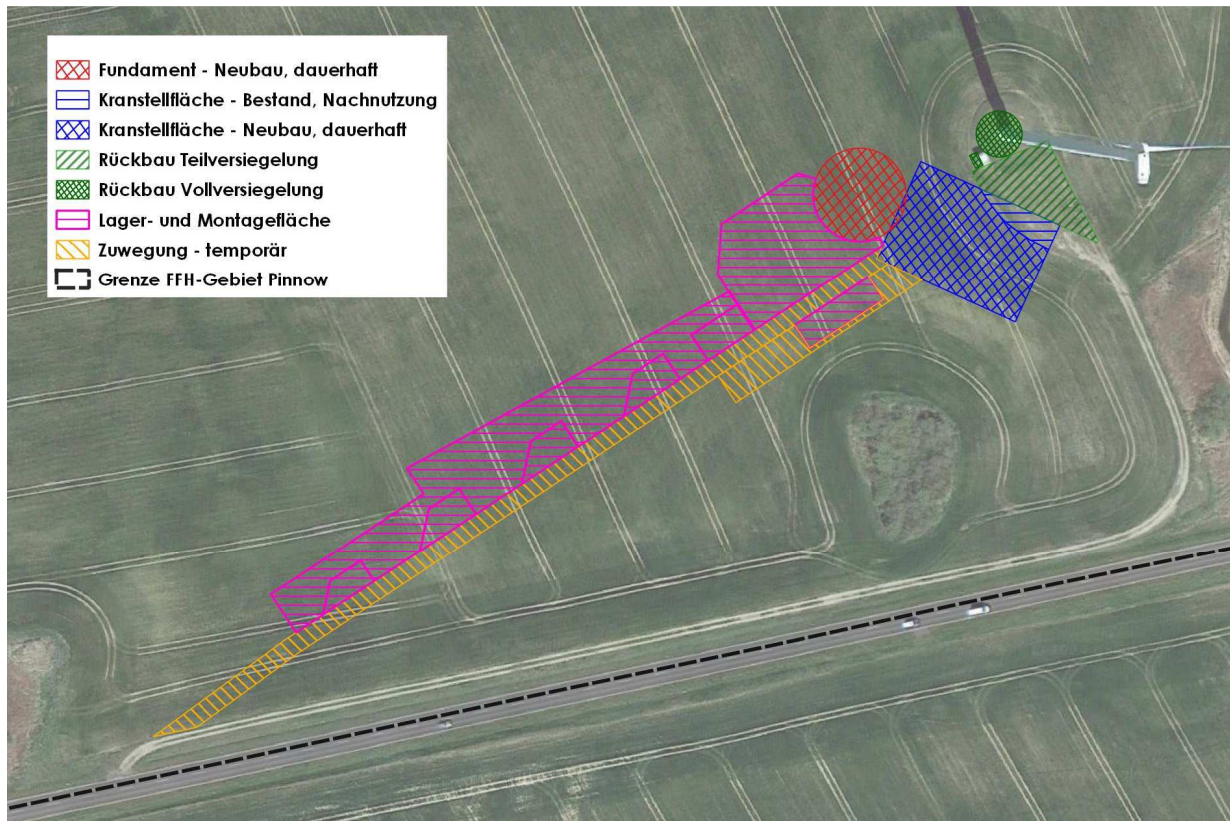 Fundament - Neubau, dauerhaft
Kranstellfläche - Bestand, Nachnutzung
Kranstellfläche - Neubau, dauerhaft
Rückbau Teilversiegelung
Rückbau Vollversiegelung
Lager- und Montagefläche
Zuwegung - temporär
Grenze FFH-Gebiet Pinnow